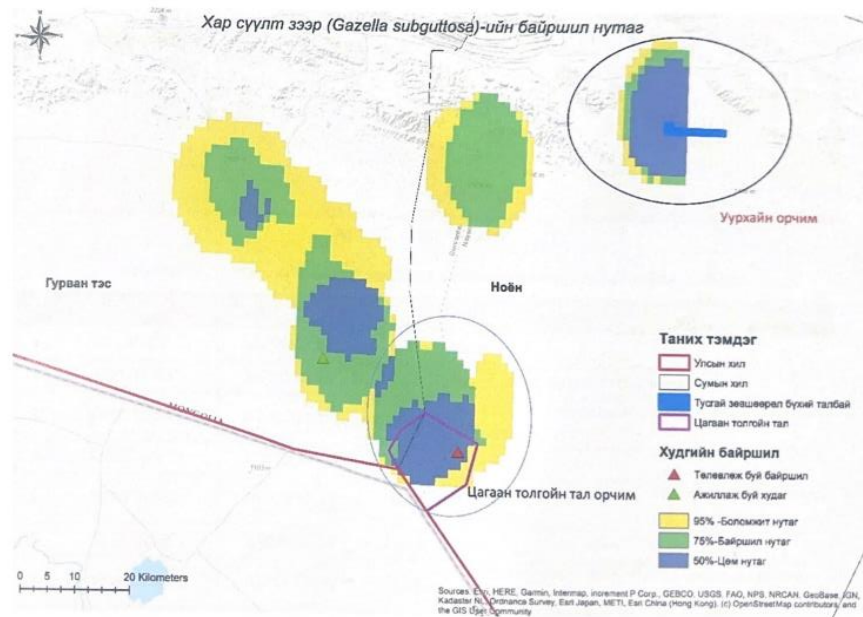 Хар сүүлт зээр (Gazella subguttosa)-ийн байршил нутаг
Уурхайн орчим
Гурван тэс
Ноён
MONGOLIA
Цагаан толгойн тал орчим
Таних тэмдэг
Улсын хил
Сумын хил
Тусгай зөвшөөрөл бүхий талбай
Цагаан толгойн тал
Худгийн байршил
Төлөвлөж буй байршил
Ажиллаж буй худаг
95% -Боломжит нутаг
75%-Байршил нутаг
50%-Цөм нутаг
0 5 10 20 Kilometers
Sources: Esri, HERE, Garmin, Intermap, increment P Corp., GEBCO, USGS, FAO, NPS, NRCAN, GeoBase, IGN,
Kadaster NL, Ordnance Survey, Esri Japan, METI, Esri China (Hong Kong), (c) OpenStreetMap contributors, and
the GIS User Community